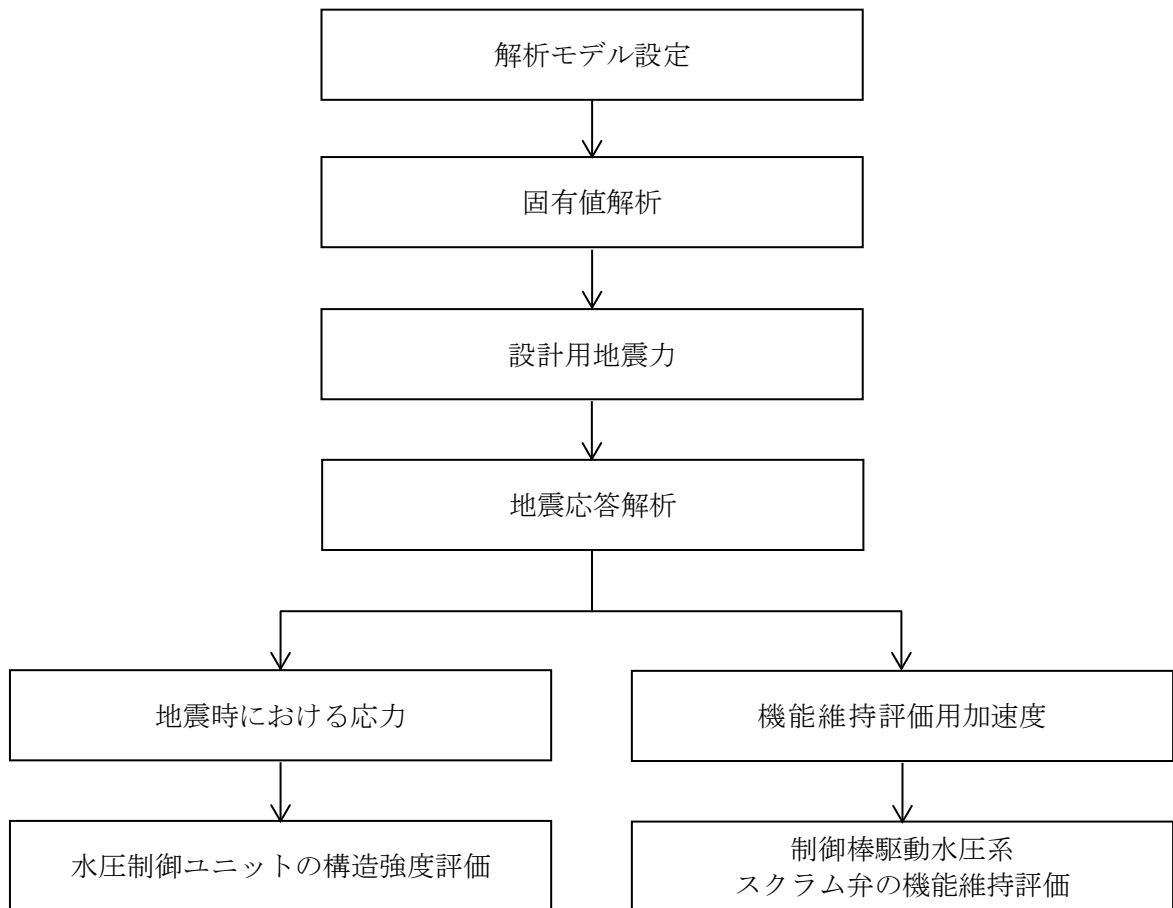 解析モデル設定
固有値解析
設計用地震力
地震応答解析
地震時における応力
機能維持評価用加速度
水圧制御ユニットの構造強度評価
制御棒駆動水圧系
スクラム弁の機能維持評価